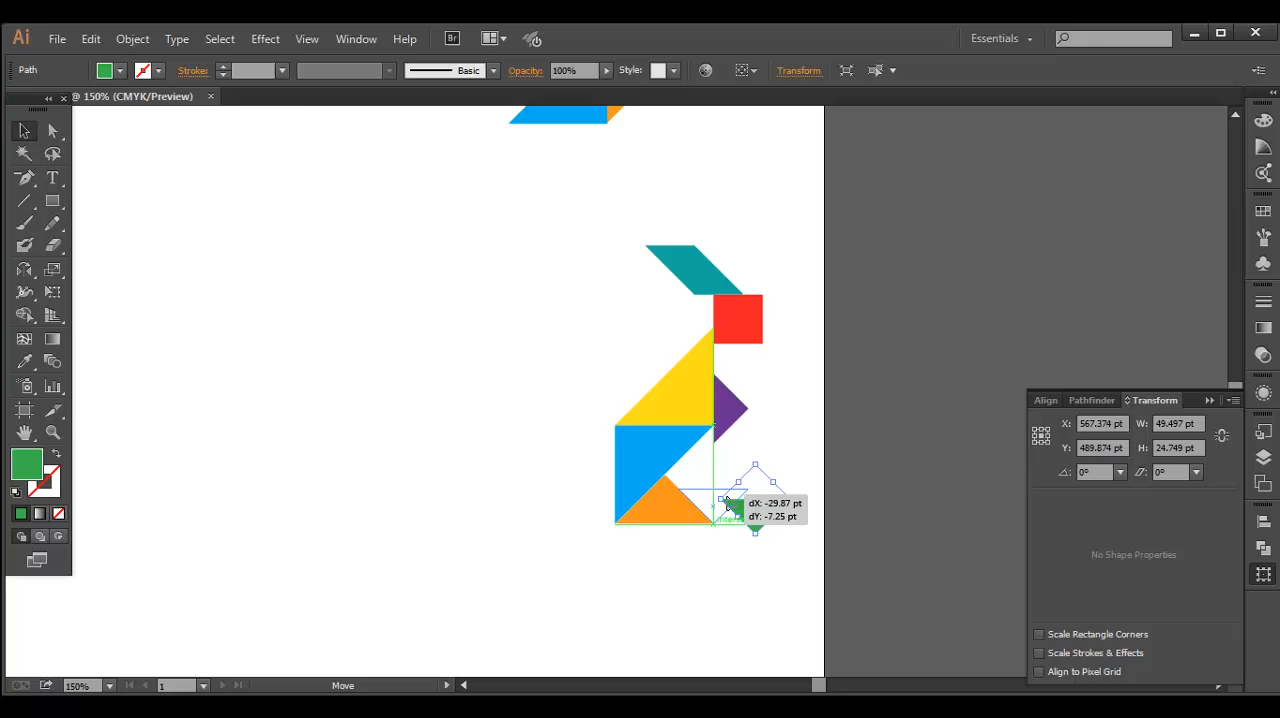 Ai File Edit Object Type Select Effect View Window Help Br Essentials
Path Strokes: Basic Opacity: 100% Style: Transform
@ 150% (CMYK/Preview)
Align Pathfinder Transform
X: 567.374 pt W: 49.497 pt
Y: 489.874 pt H: 24.749 pt
0° 0°
dX: -29.87 pt
dY: -7.25 pt
No Shape Properties
Scale Rectangle Corners
Scale Strokes & Effects
Align to Pixel Grid
150% 1 Move